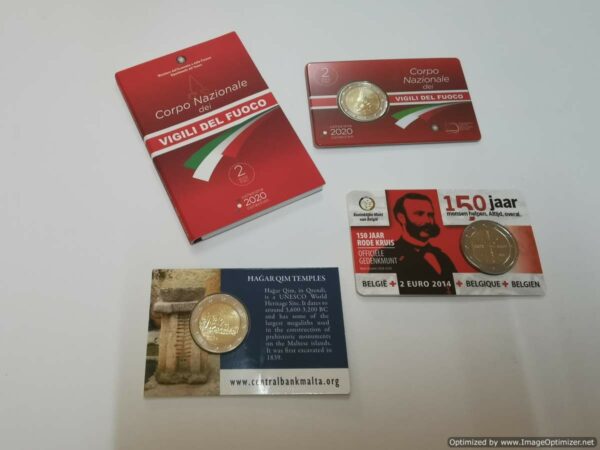 Corpo Nazionale
dei
VIGILI DEL FUOCO
2
2020
2
Corpo
Nazionale
dei
VIGILI DEL FUOCO
2020
150 jaar
mensen helpen. Altijd, overal.
150 JAAR
RODE KRUIS
OFFICIËLE
GEDENKMUNT
BELGIË + 2 EURO 2014 + BELGIQUE + BELGIEN
HAĠAR QIM TEMPLES
Haġar Qim, in Qrendi,
is a UNESCO World
Heritage Site. It dates to
around 3,600-3,200 BC
and has some of the
largest megaliths used
in the construction of
prehistoric monuments
on the Maltese islands.
It was first excavated in
1839.
www.centralbankmalta.org
Optimized by www.ImageOptimizer.net